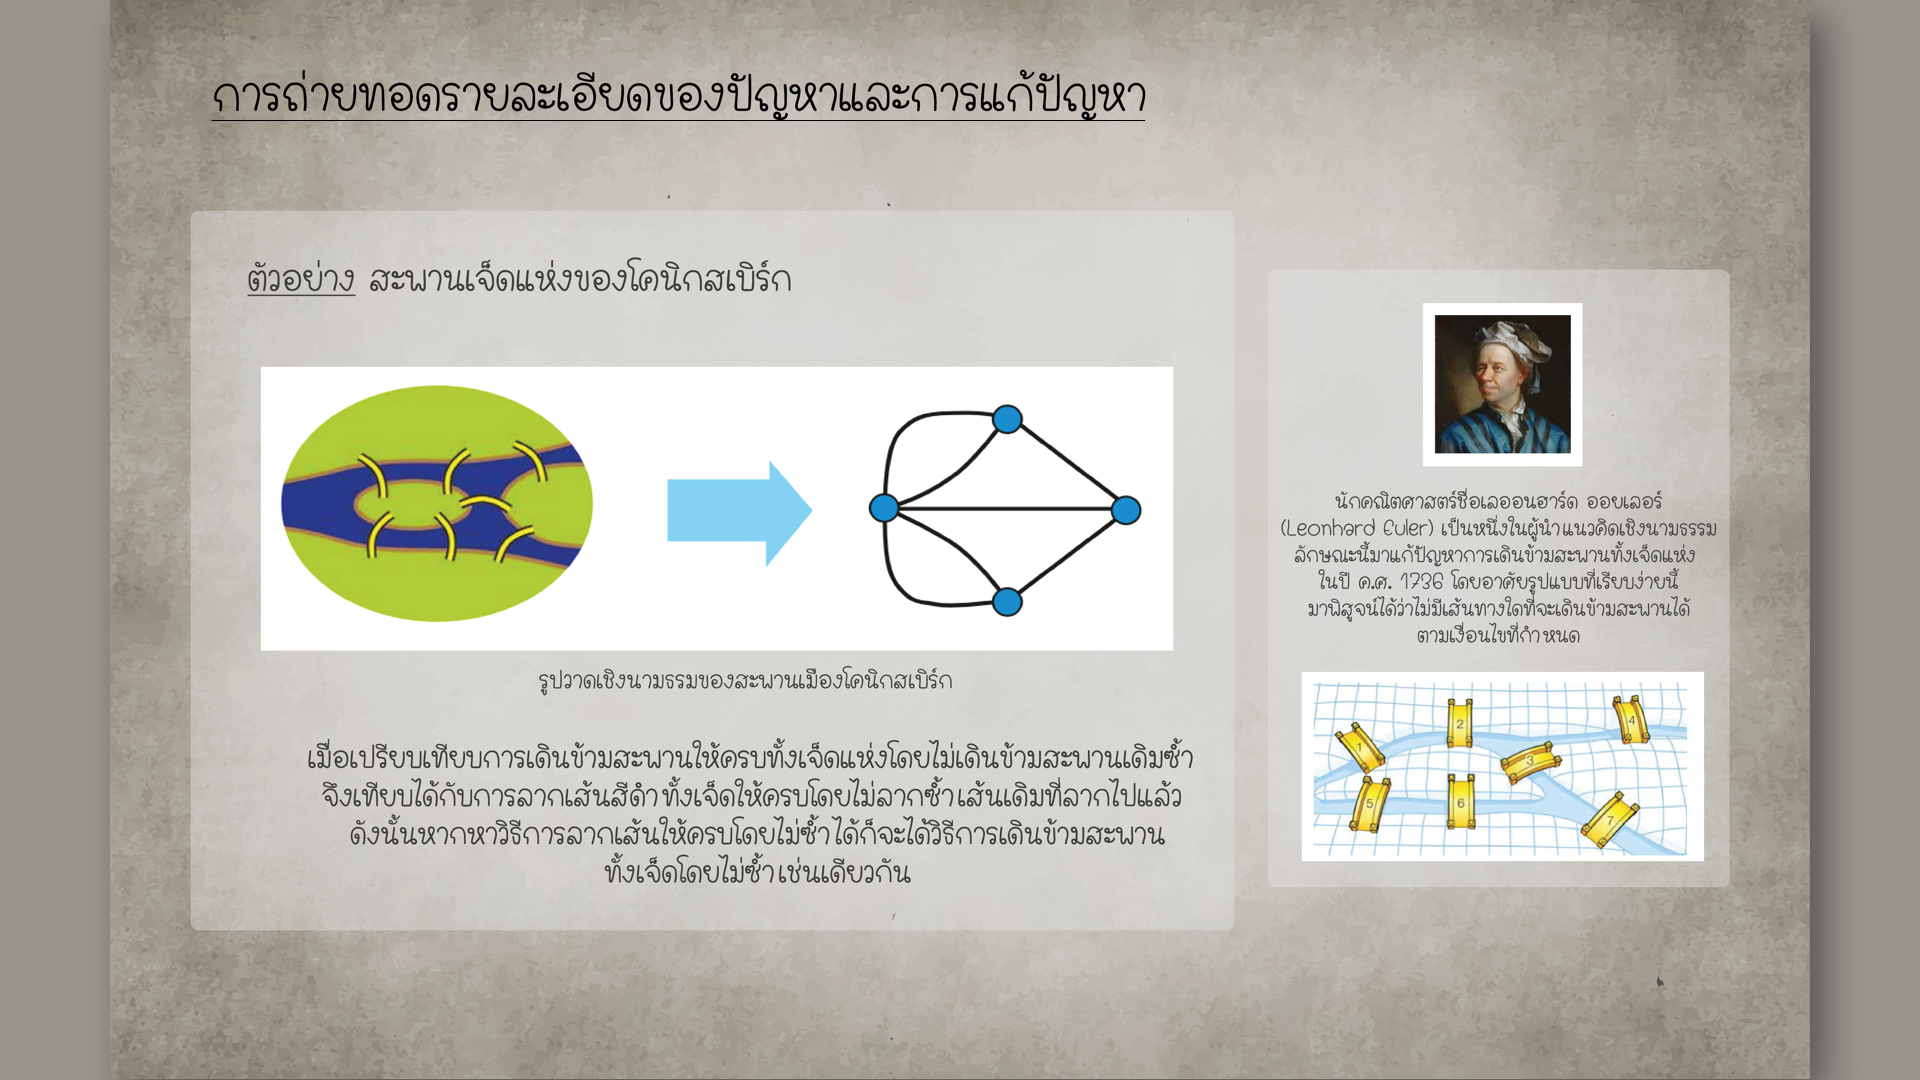 การถ่ายทอดรายละเอียดของปัญหาและการแก้ปัญหา
ตัวอย่าง สะพานเจ็ดแห่งของโคนิกสเบิร์ก
รูปวาดเชิงนามธรรมของสะพานเมืองโคนิกสเบิร์ก
เมื่อเปรียบเทียบการเดินข้ามสะพานให้ครบทั้งเจ็ดแห่งโดยไม่เดินข้ามสะพานเดิมซ้ำ
จึงเทียบได้กับการลากเส้นสีดำทั้งเจ็ดให้ครบโดยไม่ลากซ้ำเส้นเดิมที่ลากไปแล้ว
ดังนั้นหากหาวิธีการลากเส้นให้ครบโดยไม่ซ้ำได้ก็จะได้วิธีการเดินข้ามสะพาน
ทั้งเจ็ดโดยไม่ซ้ำเช่นเดียวกัน
นักคณิตศาสตร์ชื่อเลออนฮาร์ด ออยเลอร์
(Leonhard Euler) เป็นหนึ่งในผู้นำแนวคิดเชิงนามธรรม
ลักษณะนี้มาแก้ปัญหาการเดินข้ามสะพานทั้งเจ็ดแห่ง
ในปี ค.ศ. 1736 โดยอาศัยรูปแบบที่เรียบง่ายนี้
มาพิสูจน์ได้ว่าไม่มีเส้นทางใดที่จะเดินข้ามสะพานได้
ตามเงื่อนไขที่กำหนด
1 2 3 4
5 6 7